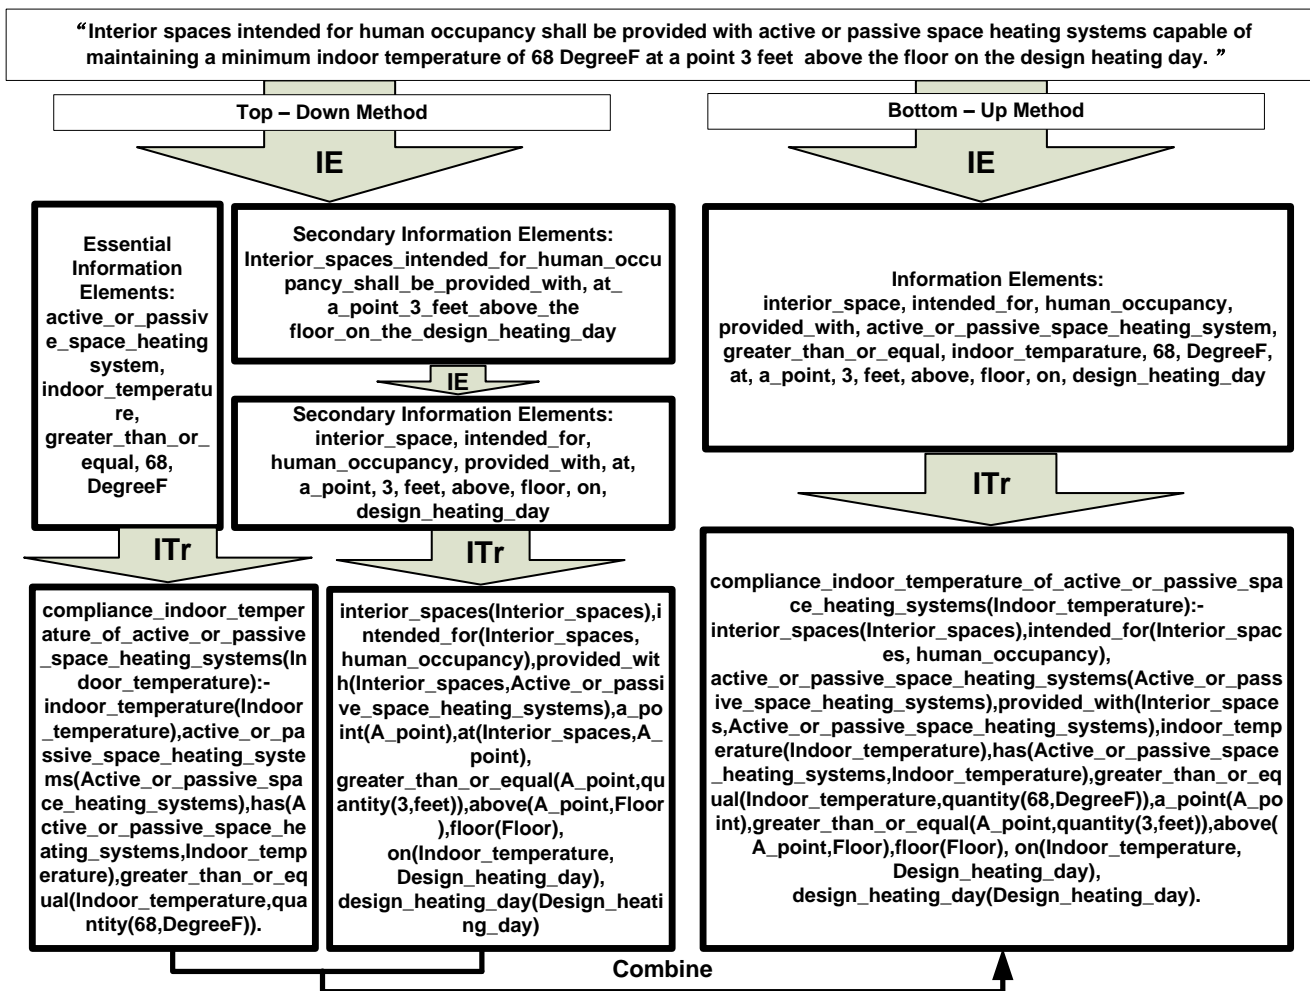 “Interior spaces intended for human occupancy shall be provided with active or passive space heating systems capable of
maintaining a minimum indoor temperature of 68 DegreeF at a point 3 feet above the floor on the design heating day. ”
Top – Down Method
IE
Essential
Information
Elements:
active_or_passiv
e_space_heating
system,
indoor_temperatu
re,
greater_than_or_
equal, 68,
DegreeF
Secondary Information Elements:
Interior_spaces_intended_for_human_occu
pancy_shall_be_provided_with, at_
a_point_3_feet_above_the
floor_on_the_design_heating_day
IE
Secondary Information Elements:
interior_space, intended_for,
human_occupancy, provided_with, at,
a_point, 3, feet, above, floor, on,
design_heating_day
ITr
ITr
compliance_indoor_temper
ature_of_active_or_passive
_space_heating_systems(In
door_temperature):-
indoor_temperature(Indoor
_temperature),active_or_pa
ssive_space_heating_syste
ms(Active_or_passive_spa
ce_heating_systems),has(A
ctive_or_passive_space_he
ating_systems,Indoor_temp
erature),greater_than_or_eq
ual(Indoor_temperature,qua
ntity(68,DegreeF)).
interior_spaces(Interior_spaces),i
ntended_for(Interior_spaces,
human_occupancy),provided_wit
h(Interior_spaces,Active_or_passi
ve_space_heating_systems),a_po
int(A_point),at(Interior_spaces,A_
point),
greater_than_or_equal(A_point,qu
antity(3,feet)),above(A_point,Floor
),floor(Floor),
on(Indoor_temperature,
Design_heating_day),
design_heating_day(Design_heati
ng_day)
Bottom – Up Method
IE
Information Elements:
interior_space, intended_for, human_occupancy,
provided_with, active_or_passive_space_heating_system,
greater_than_or_equal, indoor_temparature, 68, DegreeF,
at, a_point, 3, feet, above, floor, on, design_heating_day
ITr
compliance_indoor_temperature_of_active_or_passive_spa
ce_heating_systems(Indoor_temperature):-
interior_spaces(Interior_spaces),intended_for(Interior_spac
es, human_occupancy),
active_or_passive_space_heating_systems(Active_or_pass
ive_space_heating_systems),provided_with(Interior_space
s,Active_or_passive_space_heating_systems),indoor_temp
erature(Indoor_temperature),has(Active_or_passive_space
_heating_systems,Indoor_temperature),greater_than_or_eq
ual(Indoor_temperature,quantity(68,DegreeF)),a_point(A_po
int),greater_than_or_equal(A_point,quantity(3,feet)),above(
A_point,Floor),floor(Floor), on(Indoor_temperature,
Design_heating_day),
design_heating_day(Design_heating_day).
Combine